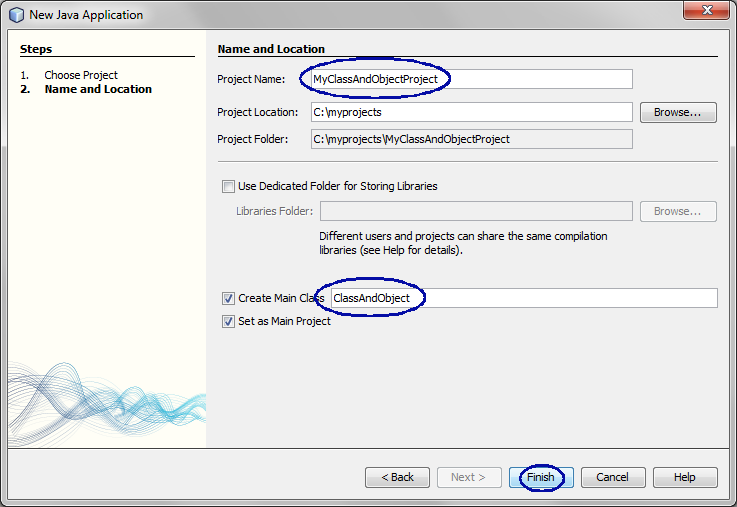 New Java Application
Steps
1. Choose Project
2. Name and Location
Name and Location
Project Name: MyClassAndObjectProject
Project Location: C:\myprojects Browse...
Project Folder: C:\myprojects\MyClassAndObjectProject
Use Dedicated Folder for Storing Libraries
Libraries Folder: Browse...
Different users and projects can share the same compilation
libraries (see Help for details).
Create Main Class ClassAndObject
Set as Main Project
< Back Next > Finish Cancel Help